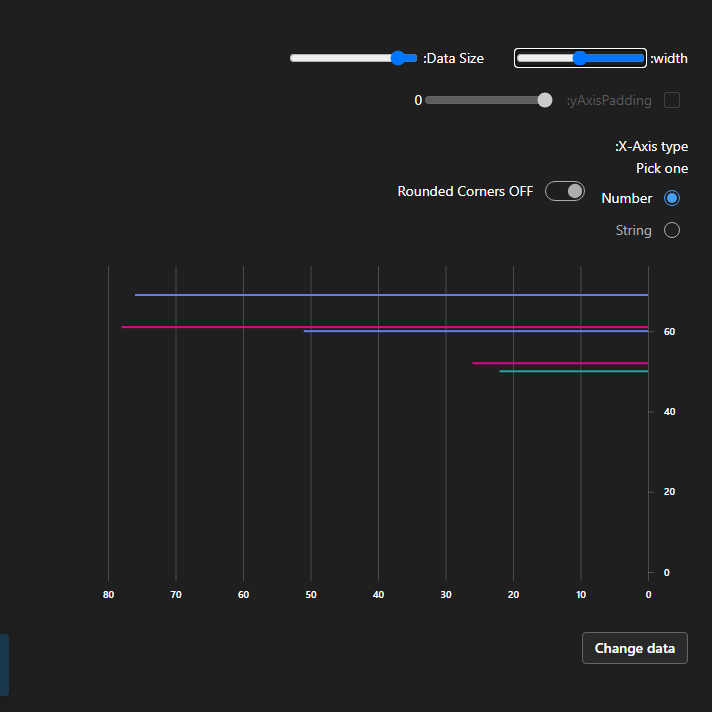 :width
:Data Size
:yAxisPadding
0
:X-Axis type
Pick one
Number
Rounded Corners OFF
String
60
40
20
0
80 70 60 50 40 30 20 10 0
Change data